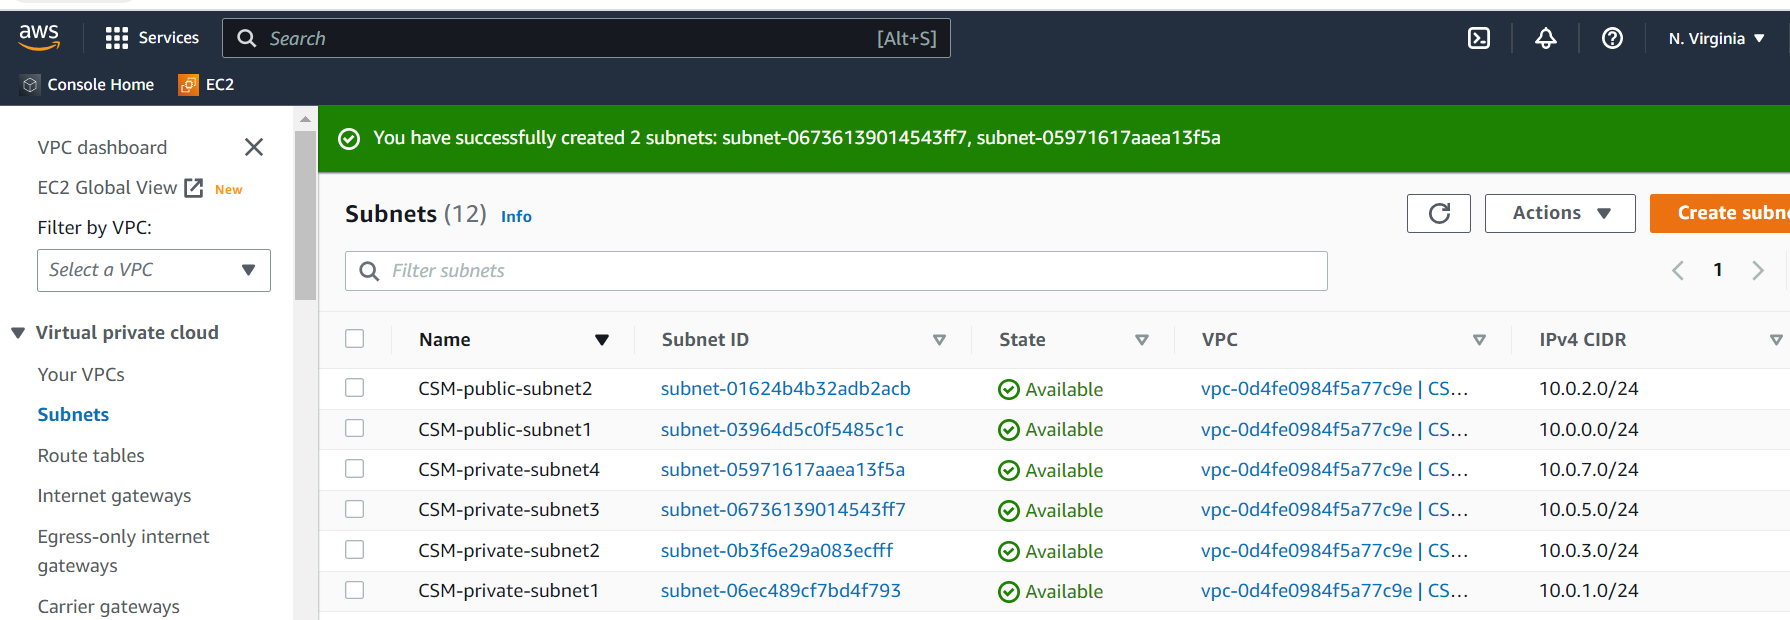 aws
Services
Search [Alt+S]
N. Virginia
Console Home
EC2
VPC dashboard
EC2 Global View New
Filter by VPC:
Select a VPC
Virtual private cloud
Your VPCs
Subnets
Route tables
Internet gateways
Egress-only internet
gateways
Carrier gateways
You have successfully created 2 subnets: subnet-06736139014543ff7, subnet-05971617aaea13f5a
Subnets (12) Info
Actions
Create subne
Filter subnets
1
Name Subnet ID State VPC IPv4 CIDR
CSM-public-subnet2 subnet-01624b4b32adb2acb Available vpc-0d4fe0984f5a77c9e | CS... 10.0.2.0/24
CSM-public-subnet1 subnet-03964d5c0f5485c1c Available vpc-0d4fe0984f5a77c9e | CS... 10.0.0.0/24
CSM-private-subnet4 subnet-05971617aaea13f5a Available vpc-0d4fe0984f5a77c9e | CS... 10.0.7.0/24
CSM-private-subnet3 subnet-06736139014543ff7 Available vpc-0d4fe0984f5a77c9e | CS... 10.0.5.0/24
CSM-private-subnet2 subnet-0b3f6e29a083ecfff Available vpc-0d4fe0984f5a77c9e | CS... 10.0.3.0/24
CSM-private-subnet1 subnet-06ec489cf7bd4f793 Available vpc-0d4fe0984f5a77c9e | CS... 10.0.1.0/24